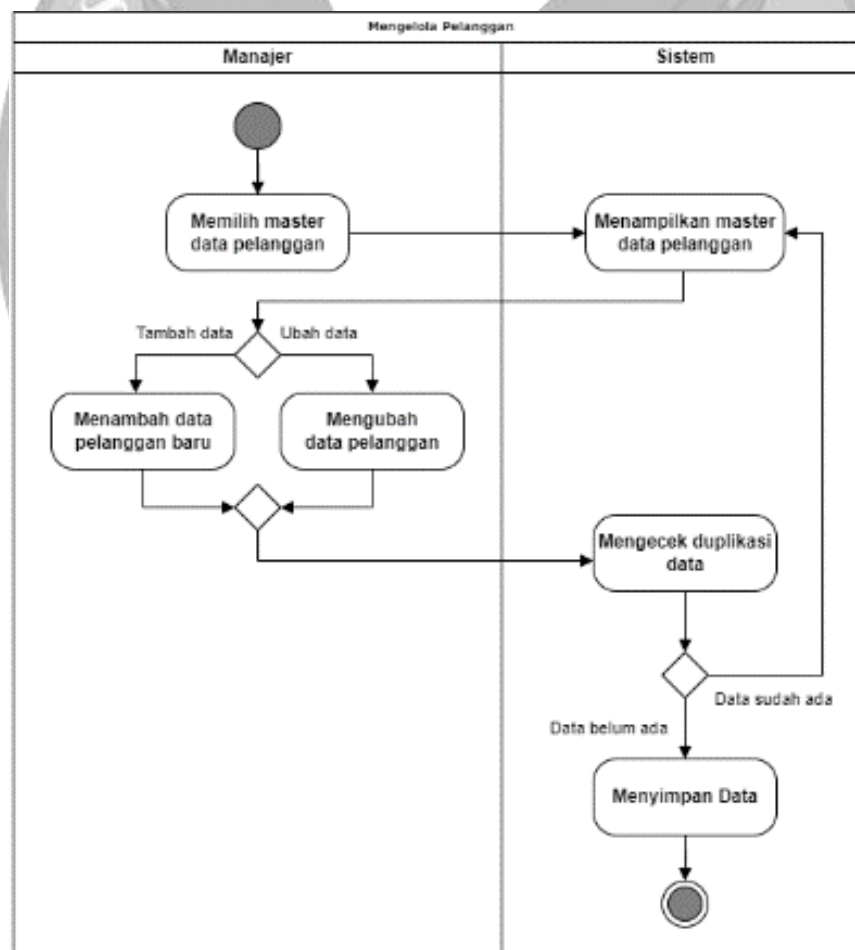 Mengelola Pelanggan
Manajer
Sistem
Memilih master
data pelanggan
Menampilkan master
data pelanggan
Tambah data
Ubah data
Menambah data
pelanggan baru
Mengubah
data pelanggan
Mengecek duplikasi
data
Data sudah ada
Data belum ada
Menyimpan Data